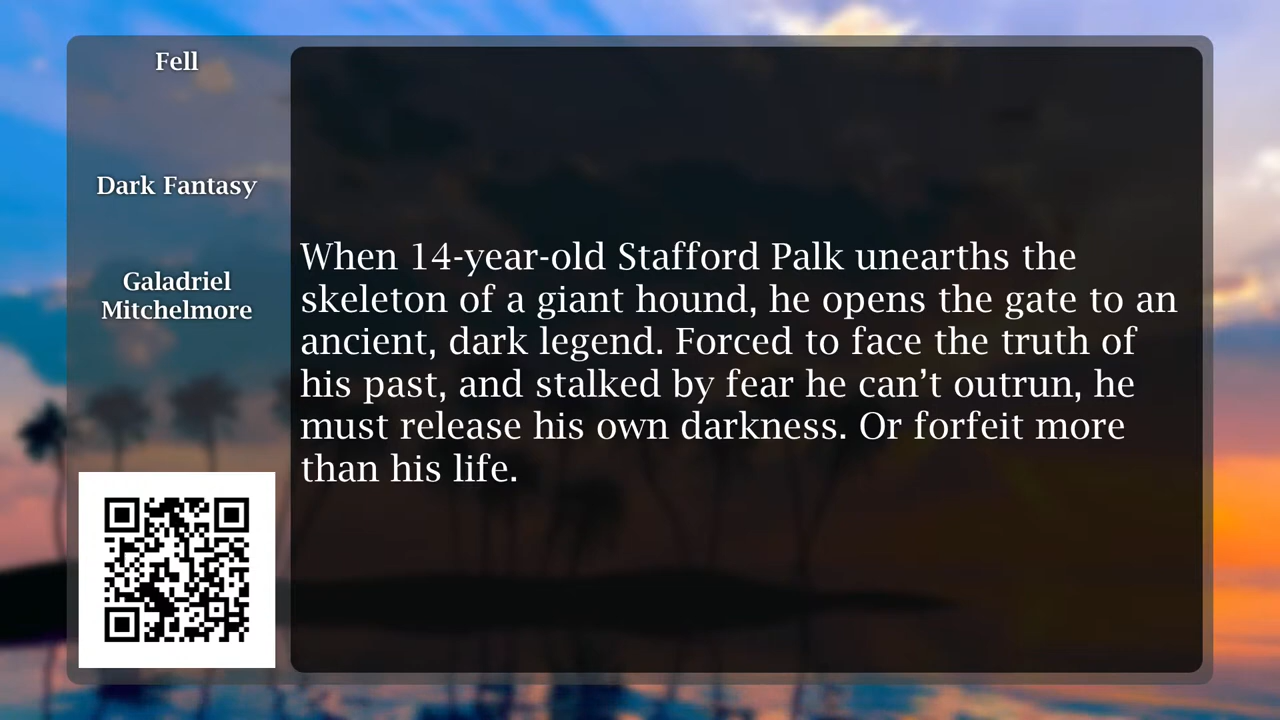 Fell
Dark Fantasy
Galadriel
Mitchelmore
When 14-year-old Stafford Palk unearths the
skeleton of a giant hound, he opens the gate to an
ancient, dark legend. Forced to face the truth of
his past, and stalked by fear he can’t outrun, he
must release his own darkness. Or forfeit more
than his life.